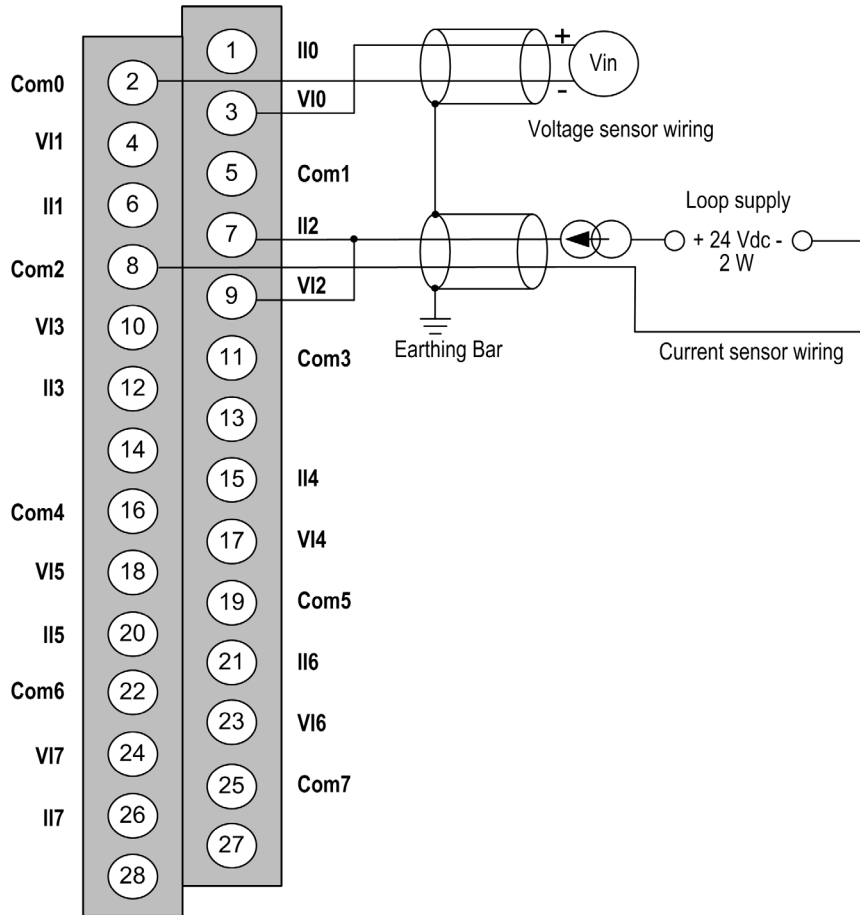 1 II0
Com0 2
3 VI0
+
-
Vin
Voltage sensor wiring
VI1 4
5 Com1
II1 6
7 II2
Loop supply
+ 24 Vdc -
2 W
Com2 8
9 VI2
VI3 10
Earthing Bar
Current sensor wiring
11 Com3
II3 12
13
14
15 II4
Com4 16
17 VI4
VI5 18
19 Com5
II5 20
21 II6
Com6 22
23 VI6
VI7 24
25 Com7
II7 26
27
28